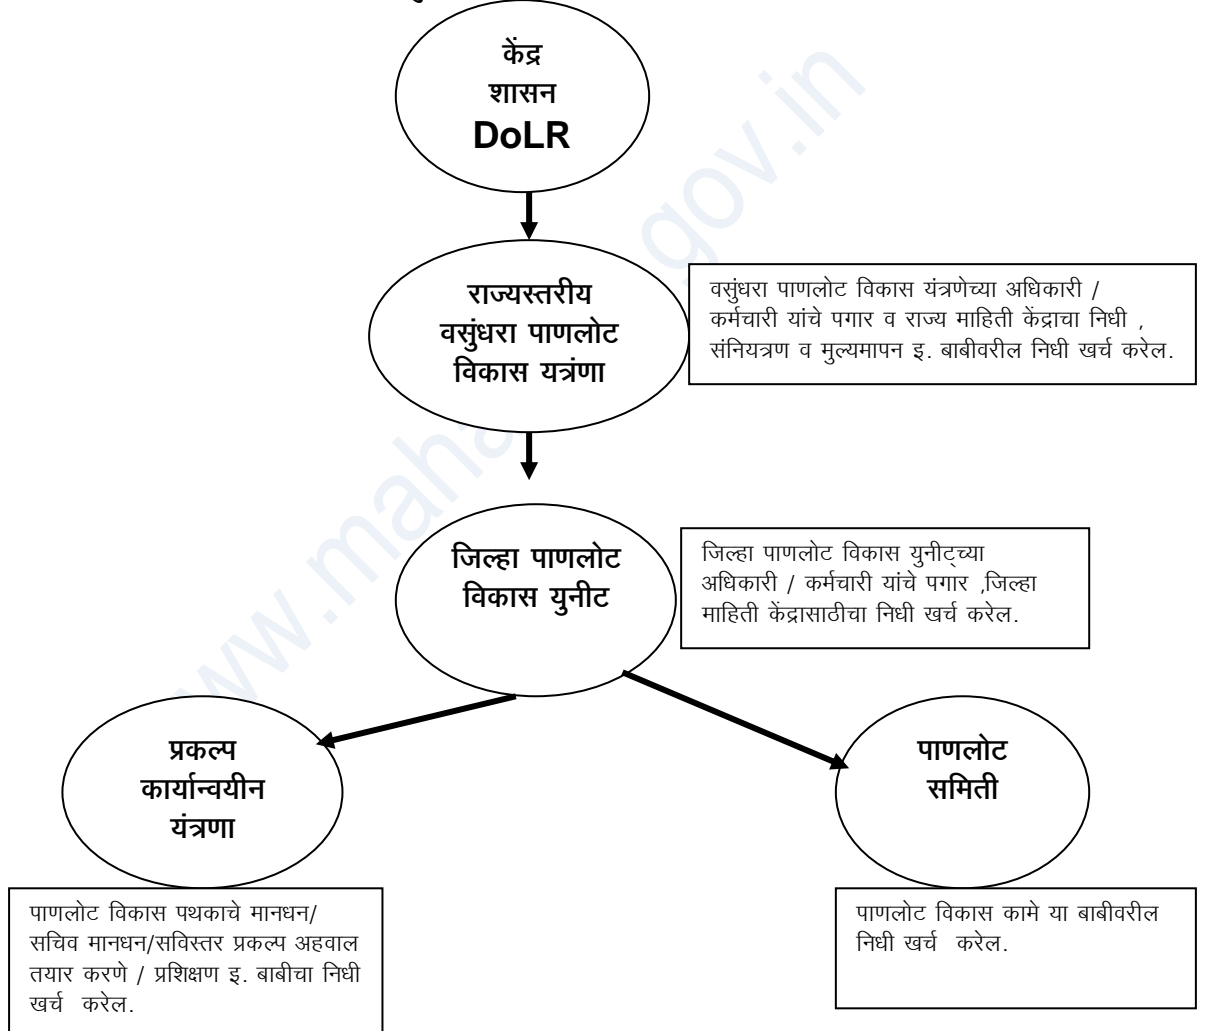 केंद्र
शासन
DoLR
राज्यस्तरीय
वसुंधरा पाणलोट
विकास यत्रंणा
वसुंधरा पाणलोट विकास यंत्रणेच्या अधिकारी /
कर्मचारी यांचे पगार व राज्य माहिती केंद्राचा निधी ,
संनियत्रण व मुल्यमापन इ. बाबीवरील निधी खर्च करेल.
जिल्हा पाणलोट
विकास युनीट
जिल्हा पाणलोट विकास युनीट्च्या
अधिकारी / कर्मचारी यांचे पगार ,जिल्हा
माहिती केंद्रासाठीचा निधी खर्च करेल.
प्रकल्प
कार्यान्वयीन
यंत्रणा
पाणलोट
समिती
पाणलोट विकास पथकाचे मानधन/
सचिव मानधन/सविस्तर प्रकल्प अहवाल
तयार करणे / प्रशिक्षण इ. बाबीचा निधी
खर्च करेल.
पाणलोट विकास कामे या बाबीवरील
निधी खर्च करेल.